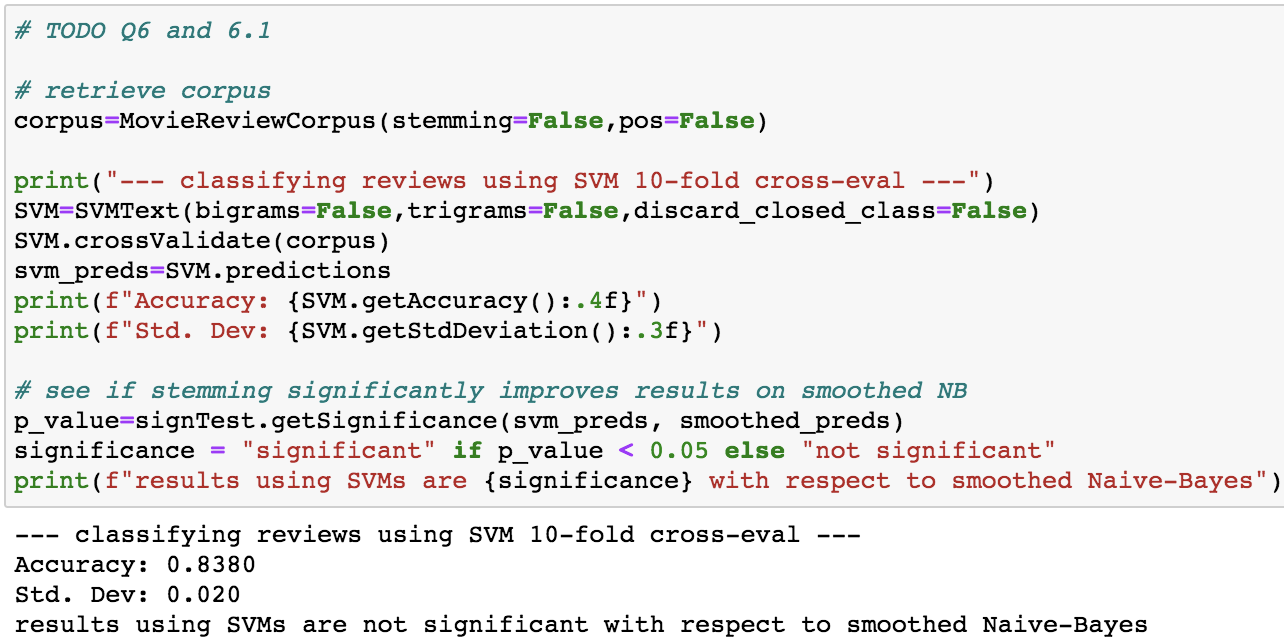 # TODO Q6 and 6.1
# retrieve corpus
corpus=MovieReviewCorpus(stemming=False,pos=False)
print("--- classifying reviews using SVM 10-fold cross-eval ---")
SVM=SVMText(bigrams=False,trigrams=False,discard_closed_class=False)
SVM.crossValidate(corpus)
svm_preds=SVM.predictions
print(f"Accuracy: {SVM.getAccuracy():.4f}")
print(f"Std. Dev: {SVM.getStdDeviation():.3f}")
# see if stemming significantly improves results on smoothed NB
p_value=signTest.getSignificance(svm_preds, smoothed_preds)
significance = "significant" if p_value < 0.05 else "not significant"
print(f"results using SVMs are {significance} with respect to smoothed Naive-Bayes")
--- classifying reviews using SVM 10-fold cross-eval ---
Accuracy: 0.8380
Std. Dev: 0.020
results using SVMs are not significant with respect to smoothed Naive-Bayes